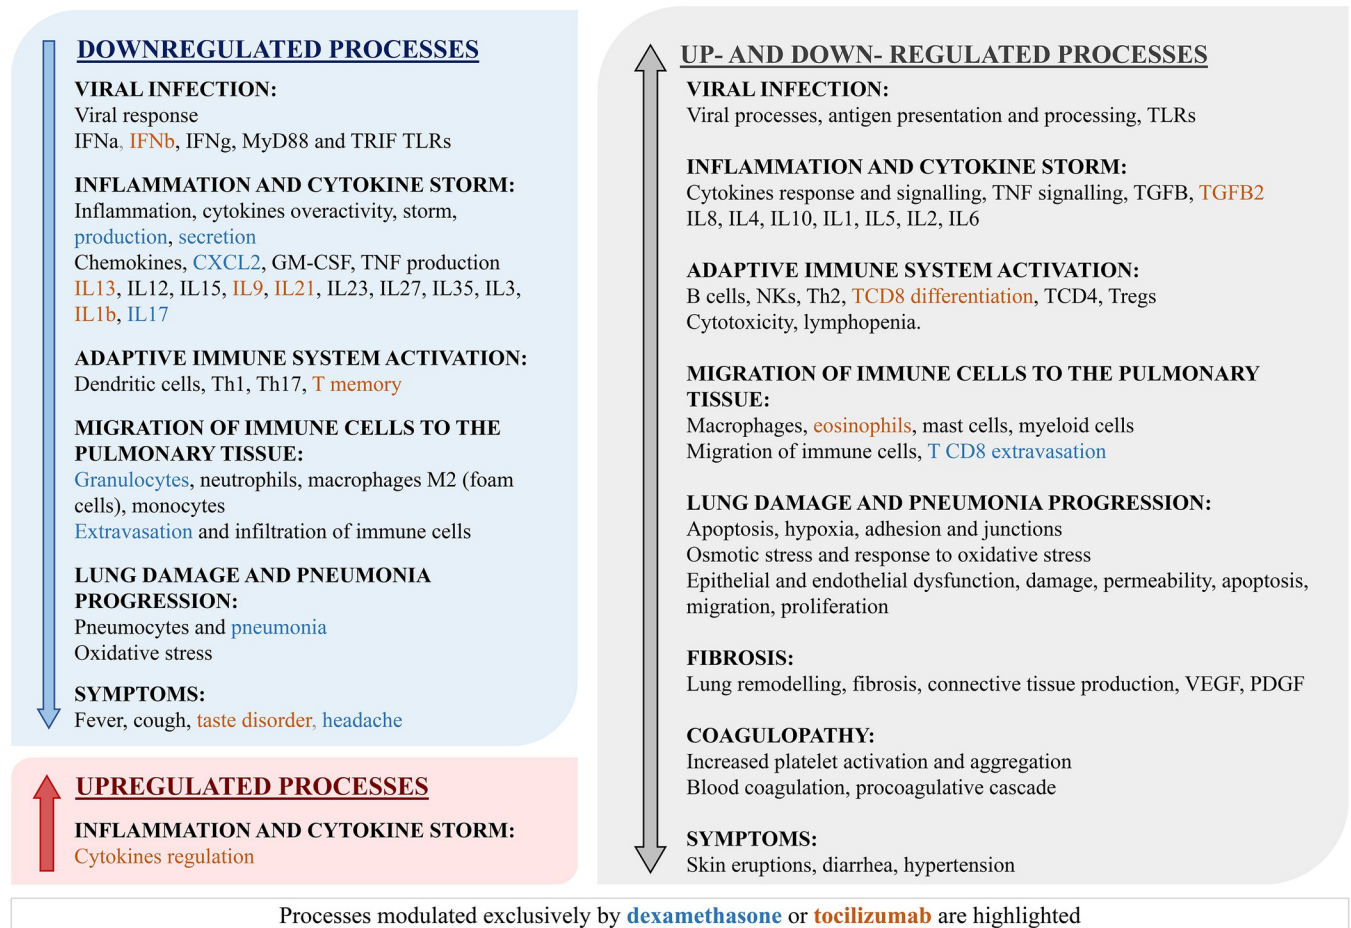 DOWNREGULATED PROCESSES
VIRAL INFECTION:
Viral response
IFNa, IFNb, IFNg, MyD88 and TRIF TLRs
INFLAMMATION AND CYTOKINE STORM:
Inflammation, cytokines overactivity, storm,
production, secretion
Chemokines, CXCL2, GM-CSF, TNF production
IL13, IL12, IL15, IL9, IL21, IL23, IL27, IL35, IL3,
IL1b, IL17
ADAPTIVE IMMUNE SYSTEM ACTIVATION:
Dendritic cells, Th1, Th17, T memory
MIGRATION OF IMMUNE CELLS TO THE
PULMONARY TISSUE:
Granulocytes, neutrophils, macrophages M2 (foam
cells), monocytes
Extravasation and infiltration of immune cells
LUNG DAMAGE AND PNEUMONIA
PROGRESSION:
Pneumocytes and pneumonia
Oxidative stress
SYMPTOMS:
Fever, cough, taste disorder, headache
UPREGULATED PROCESSES
INFLAMMATION AND CYTOKINE STORM:
Cytokines regulation
UP- AND DOWN- REGULATED PROCESSES
VIRAL INFECTION:
Viral processes, antigen presentation and processing, TLRs
INFLAMMATION AND CYTOKINE STORM:
Cytokines response and signalling, TNF signalling, TGFB, TGFB2
IL8, IL4, IL10, IL1, IL5, IL2, IL6
ADAPTIVE IMMUNE SYSTEM ACTIVATION:
B cells, NKs, Th2, TCD8 differentiation, TCD4, Tregs
Cytotoxicity, lymphopenia.
MIGRATION OF IMMUNE CELLS TO THE PULMONARY
TISSUE:
Macrophages, eosinophils, mast cells, myeloid cells
Migration of immune cells, T CD8 extravasation
LUNG DAMAGE AND PNEUMONIA PROGRESSION:
Apoptosis, hypoxia, adhesion and junctions
Osmotic stress and response to oxidative stress
Epithelial and endothelial dysfunction, damage, permeability, apoptosis,
migration, proliferation
FIBROSIS:
Lung remodelling, fibrosis, connective tissue production, VEGF, PDGF
COAGULOPATHY:
Increased platelet activation and aggregation
Blood coagulation, procoagulative cascade
SYMPTOMS:
Skin eruptions, diarrhea, hypertension
Processes modulated exclusively by dexamethasone or tocilizumab are highlighted